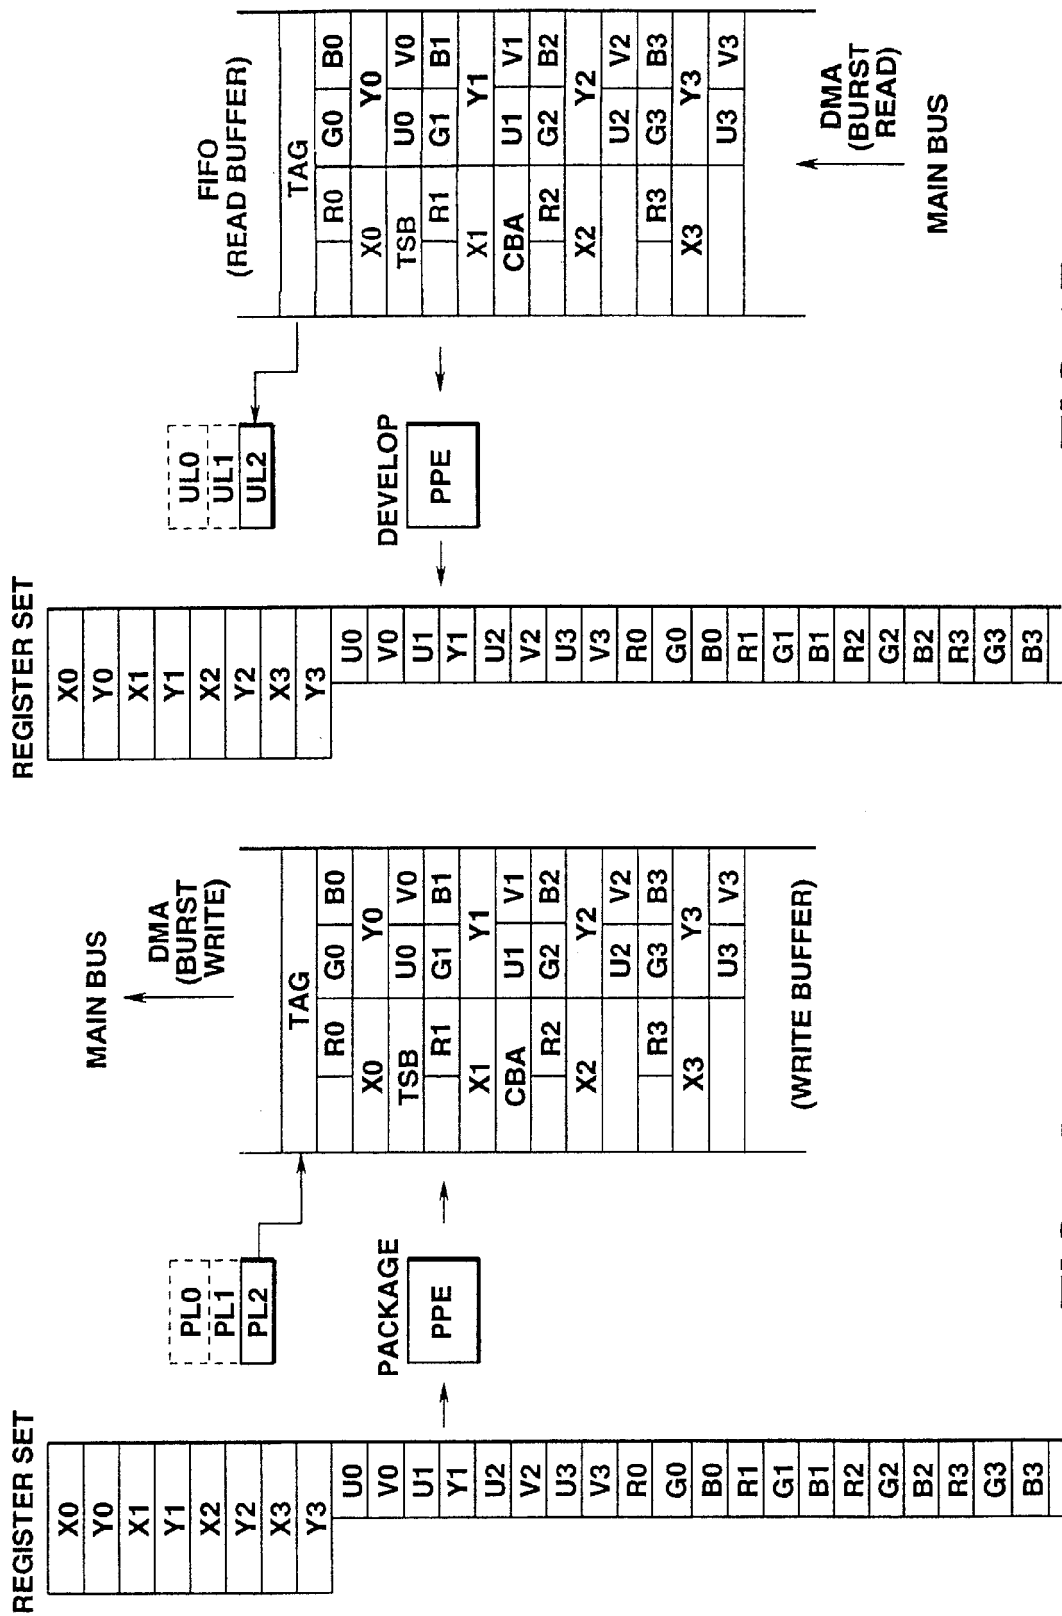 REGISTER SET
X0
Y0
X1
Y1
X2
Y2
X3
Y3
U0
V0
U1
Y1
U2
V2
U3
V3
R0
G0
B0
R1
G1
B1
R2
G2
B2
R3
G3
B3
PL0
PL1
PL2
PACKAGE
PPE
MAIN BUS
DMA
(BURST
WRITE)
TAG
R0 G0 B0
X0 Y0
TSB U0 V0
R1 G1 B1
X1 Y1
CBA U1 V1
R2 G2 B2
X2 Y2
U2 V2
R3 G3 B3
X3 Y3
U3 V3
(WRITE BUFFER)
REGISTER SET
X0
Y0
X1
Y1
X2
Y2
X3
Y3
U0
V0
U1
Y1
U2
V2
U3
V3
R0
G0
B0
R1
G1
B1
R2
G2
B2
R3
G3
B3
UL0
UL1
UL2
DEVELOP
PPE
FIFO
(READ BUFFER)
TAG
R0 G0 B0
X0 Y0
TSB U0 V0
R1 G1 B1
X1 Y1
CBA U1 V1
R2 G2 B2
X2 Y2
U2 V2
R3 G3 B3
X3 Y3
U3 V3
DMA
(BURST
READ)
MAIN BUS